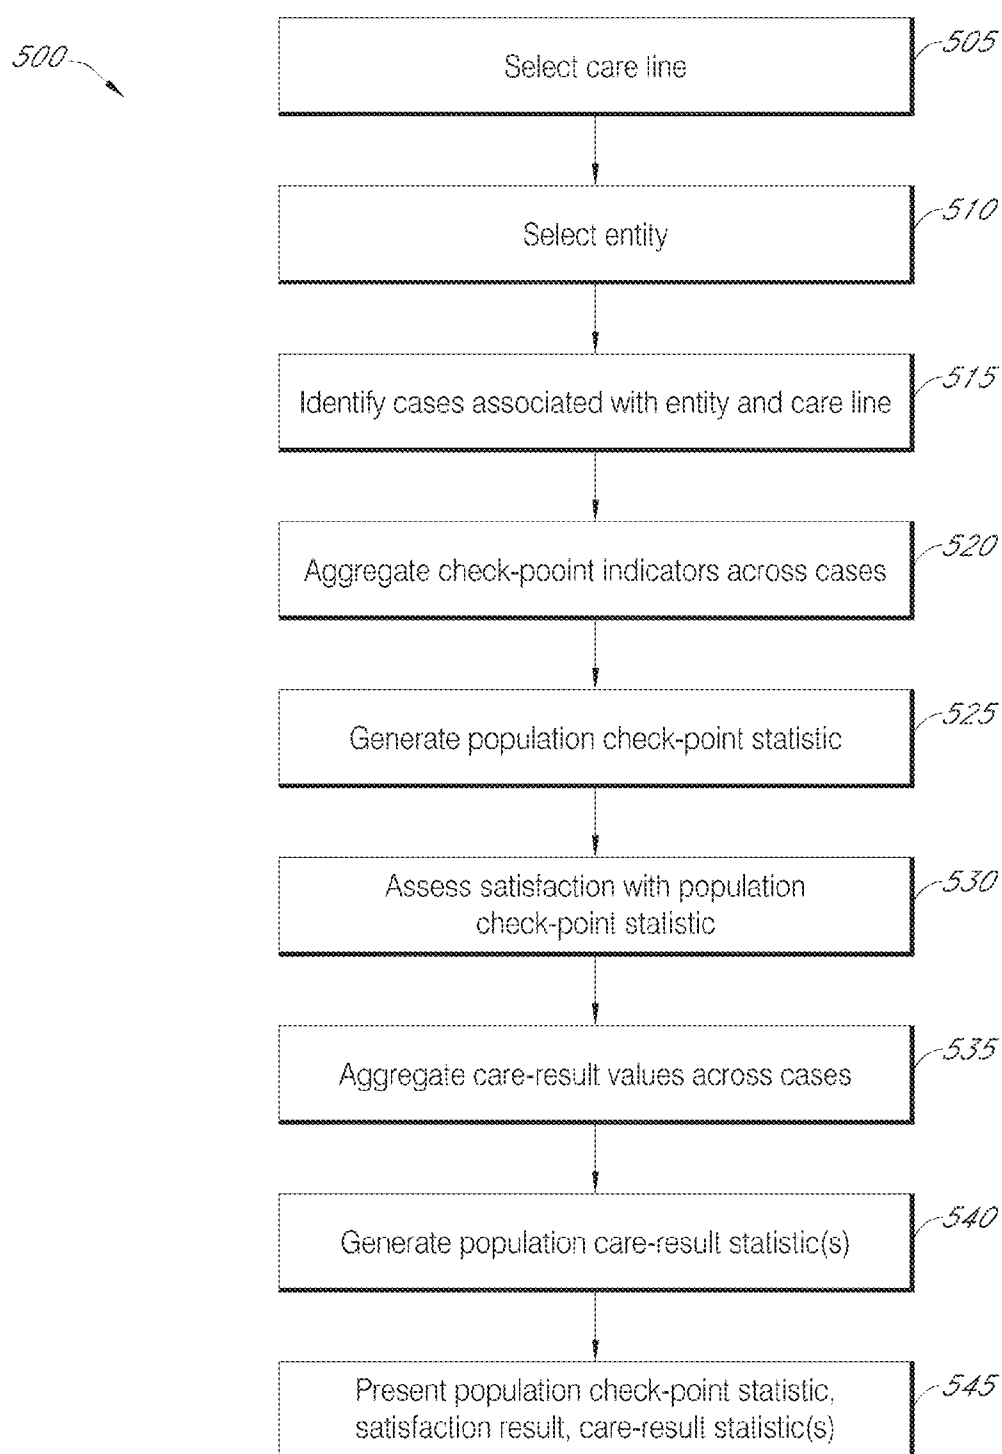 500
Select care line
505
Select entity
510
Identify cases associated with entity and care line
515
Aggregate check-pooint indicators across cases
520
Generate population check-point statistic
525
Assess satisfaction with population
check-point statistic
530
Aggregate care-result values across cases
535
Generate population care-result statistic(s)
540
Present population check-point statistic,
satisfaction result, care-result statistic(s)
545